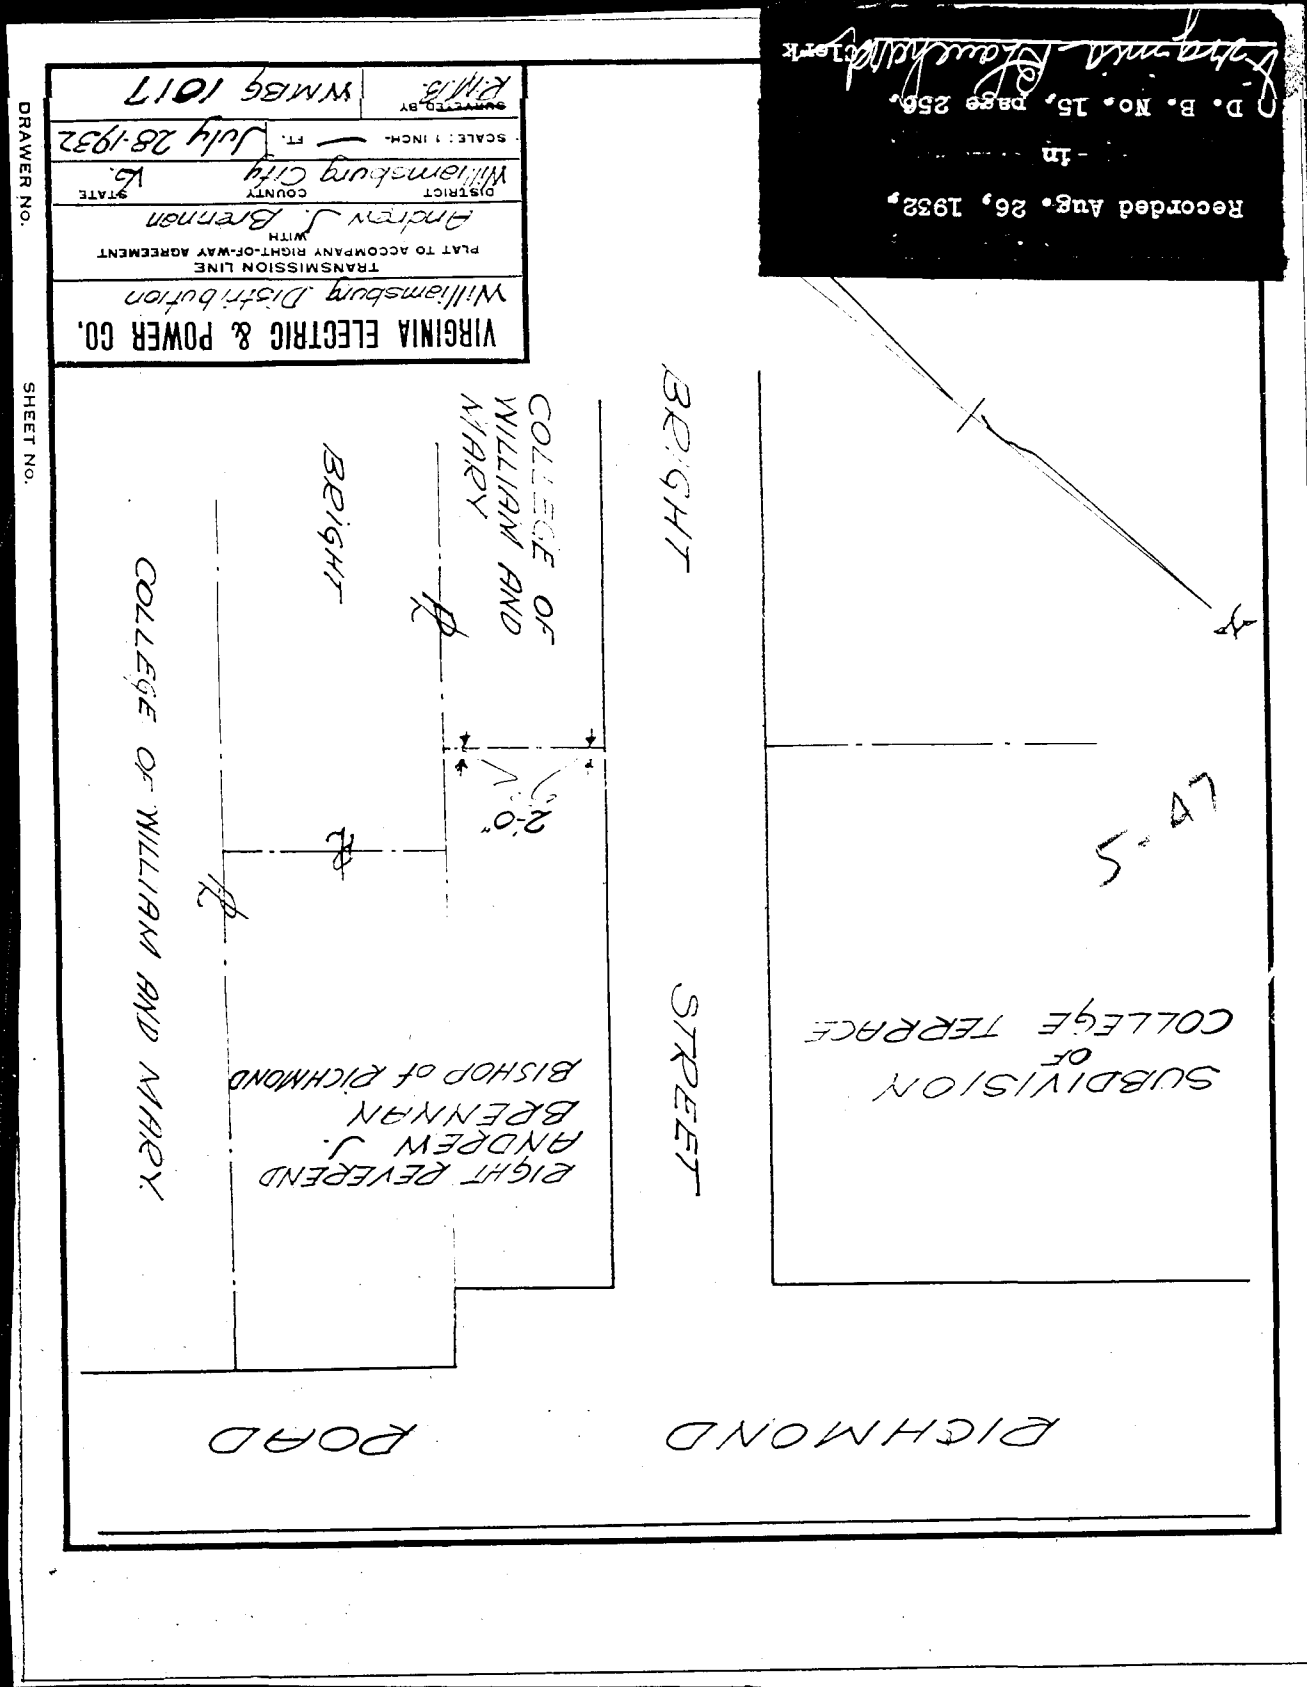 RICHMOND ROAD
SUBDIVISION
OF
COLLEGE TERRACE
STREET
BRIGHT
RIGHT REVEREND
ANDREW J.
BRENNAN
BISHOP OF RICHMOND
COLLEGE OF WILLIAM AND MARY
5-47
2'-0"
COLLEGE OF
WILLIAM AND
MARY
BRIGHT
VIRGINIA ELECTRIC & POWER CO.
Williamsburg Distribution
TRANSMISSION LINE
PLAT TO ACCOMPANY RIGHT-OF-WAY AGREEMENT
WITH
Andrew J. Brennan
DISTRICT COUNTY STATE
Williamsburg City Va.
SCALE: 1 INCH- — FT. July 28-1932
SURVEYED BY
R.M.B. WMBG 1017
Recorded Aug. 26, 1932,
in
D. B. No. 15, page 256.
Virginia Blanchard Clerk
DRAWER NO.
SHEET NO.